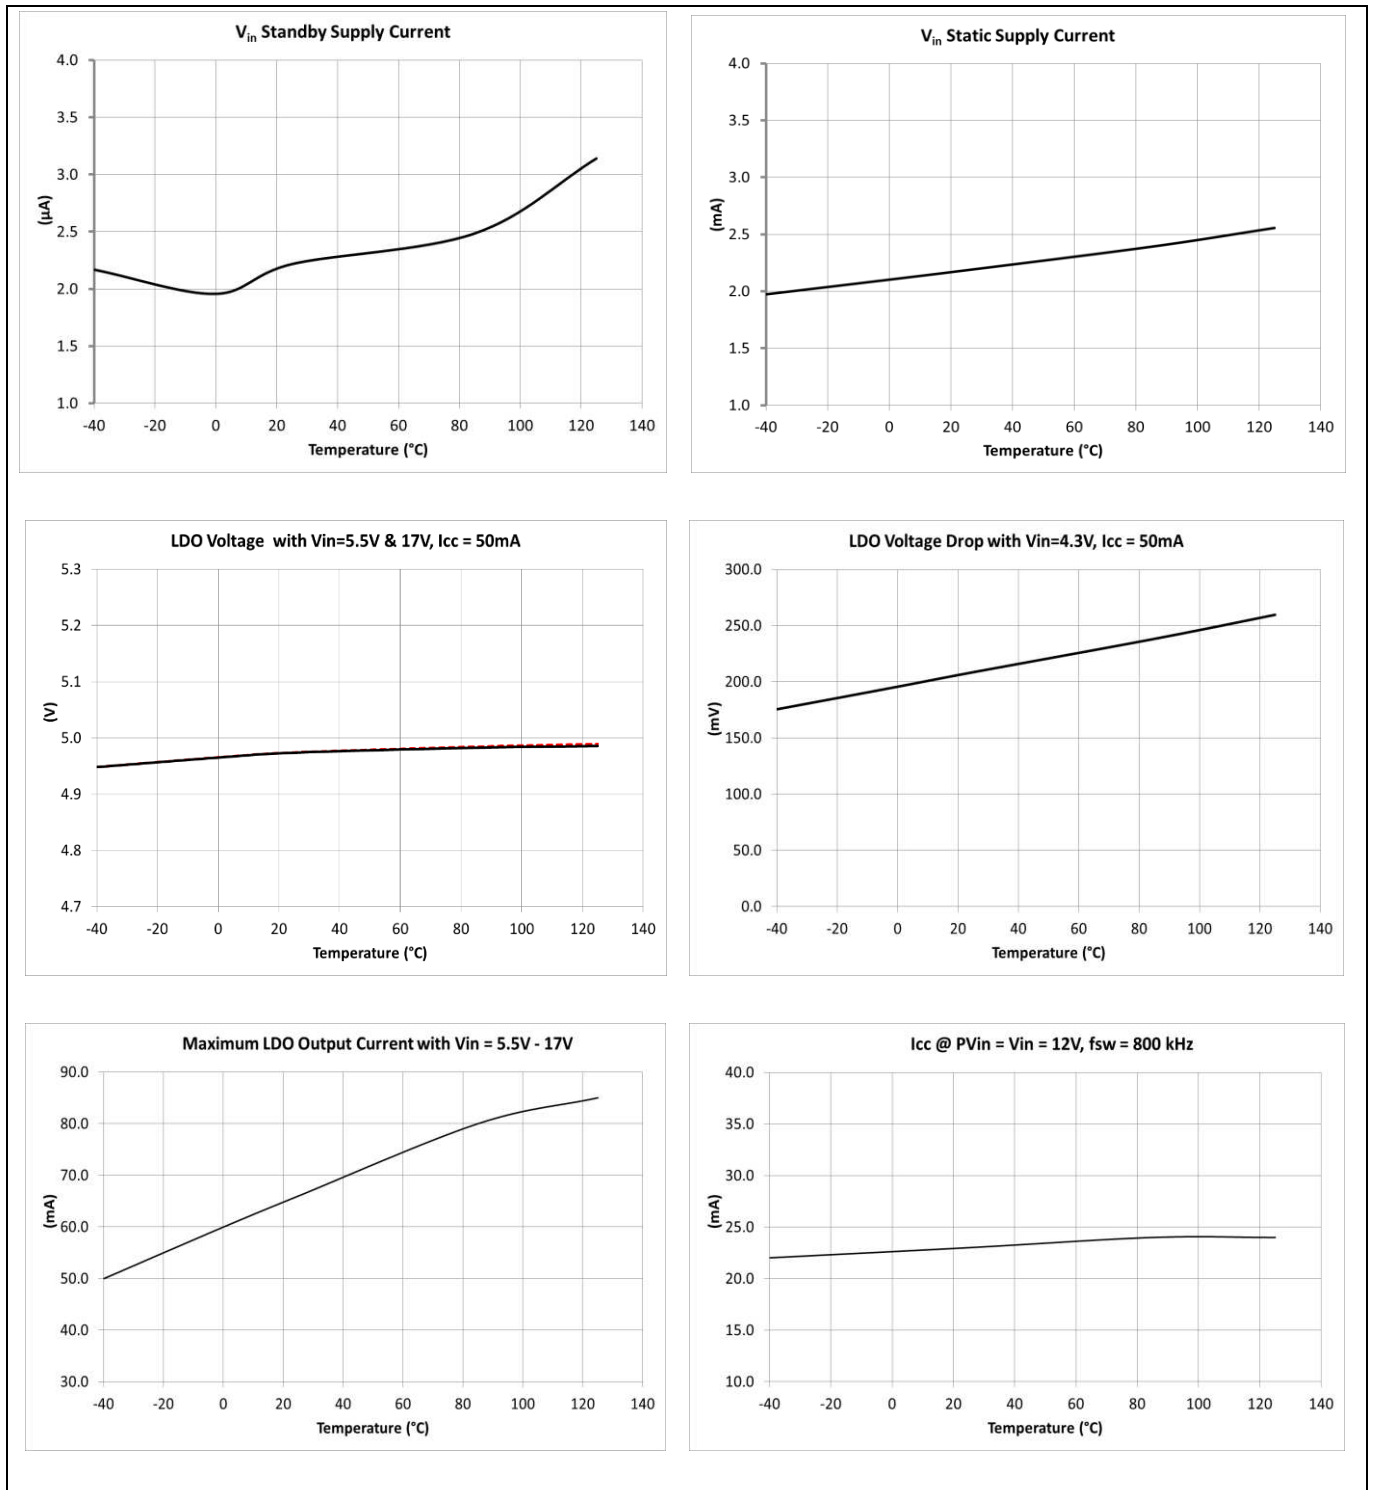 V_in Standby Supply Current
4.0
3.5
3.0
2.5
2.0
1.5
1.0
(µA)
-40 -20 0 20 40 60 80 100 120 140
Temperature (°C)
V_in Static Supply Current
4.0
3.5
3.0
2.5
2.0
1.5
1.0
(mA)
-40 -20 0 20 40 60 80 100 120 140
Temperature (°C)
LDO Voltage with Vin=5.5V & 17V, Icc = 50mA
5.3
5.2
5.1
5.0
4.9
4.8
4.7
(V)
-40 -20 0 20 40 60 80 100 120 140
Temperature (°C)
LDO Voltage Drop with Vin=4.3V, Icc = 50mA
300.0
250.0
200.0
150.0
100.0
50.0
0.0
(mV)
-40 -20 0 20 40 60 80 100 120 140
Temperature (°C)
Maximum LDO Output Current with Vin = 5.5V - 17V
90.0
80.0
70.0
60.0
50.0
40.0
30.0
(mA)
-40 -20 0 20 40 60 80 100 120 140
Temperature (°C)
Icc @ PVin = Vin = 12V, fsw = 800 kHz
40.0
35.0
30.0
25.0
20.0
15.0
10.0
(mA)
-40 -20 0 20 40 60 80 100 120 140
Temperature (°C)